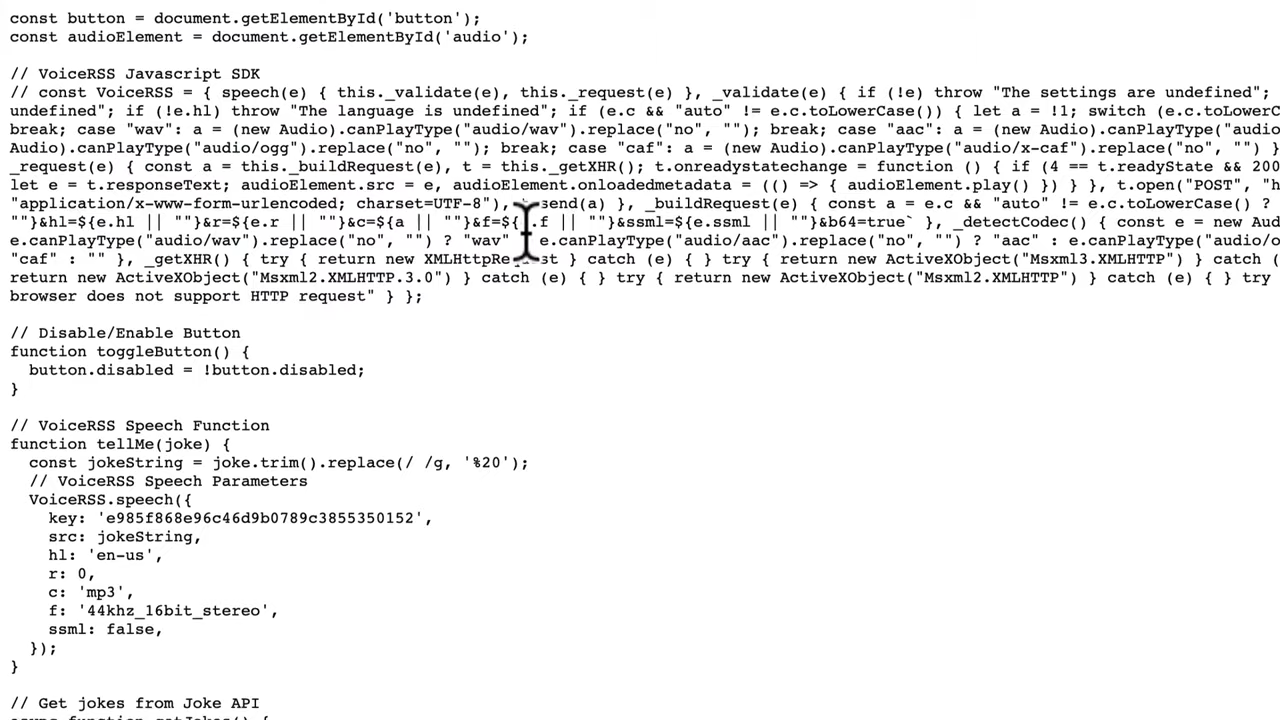 const button = document.getElementById('button');
const audioElement = document.getElementById('audio');
// VoiceRSS Javascript SDK
// const VoiceRSS = { speech(e) { this._validate(e), this._request(e) }, _validate(e) { if (!e) throw "The settings are undefined";
undefined"; if (!e.hl) throw "The language is undefined"; if (e.c && "auto" != e.c.toLowerCase()) { let a = !1; switch (e.c.toLowerC
break; case "wav": a = (new Audio).canPlayType("audio/wav").replace("no", ""); break; case "aac": a = (new Audio).canPlayType("audio
Audio).canPlayType("audio/ogg").replace("no", ""); break; case "caf": a = (new Audio).canPlayType("audio/x-caf").replace("no", "") }
_request(e) { const a = this._buildRequest(e), t = this._getXHR(); t.onreadystatechange = function () { if (4 == t.readyState && 200
let e = t.responseText; audioElement.src = e, audioElement.onloadedmetadata = (() => { audioElement.play() }) } }, t.open("POST", "h
"application/x-www-form-urlencoded; charset=UTF-8"), send(a) }, _buildRequest(e) { const a = e.c && "auto" != e.c.toLowerCase() ?
""}&hl=${e.hl || ""}&r=${e.r || ""}&c=${a || ""}&f=${ .f || ""}&ssml=${e.ssml || ""}&b64=true` }, _detectCodec() { const e = new Aud
e.canPlayType("audio/wav").replace("no", "") ? "wav" e.canPlayType("audio/aac").replace("no", "") ? "aac" : e.canPlayType("audio/o
"caf" : "" }, _getXHR() { try { return new } catch (e) { } try { return new ActiveXObject("Msxml3.XMLHTTP") } catch (
return new ActiveXObject("Msxml2.XMLHTTP.3.0") } catch (e) { } try { return new ActiveXObject("Msxml2.XMLHTTP") } catch (e) { } try
browser does not support HTTP request" } };
// Disable/Enable Button
function toggleButton() {
button.disabled = !button.disabled;
}
// VoiceRSS Speech Function
function tellMe(joke) {
const jokeString = joke.trim().replace(/ /g, '%20');
// VoiceRSS Speech Parameters
VoiceRSS.speech({
key: 'e985f868e96c46d9b0789c3855350152',
src: jokeString,
hl: 'en-us',
r: 0,
c: 'mp3',
f: '44khz_16bit_stereo',
ssml: false,
});
}
// Get jokes from Joke API